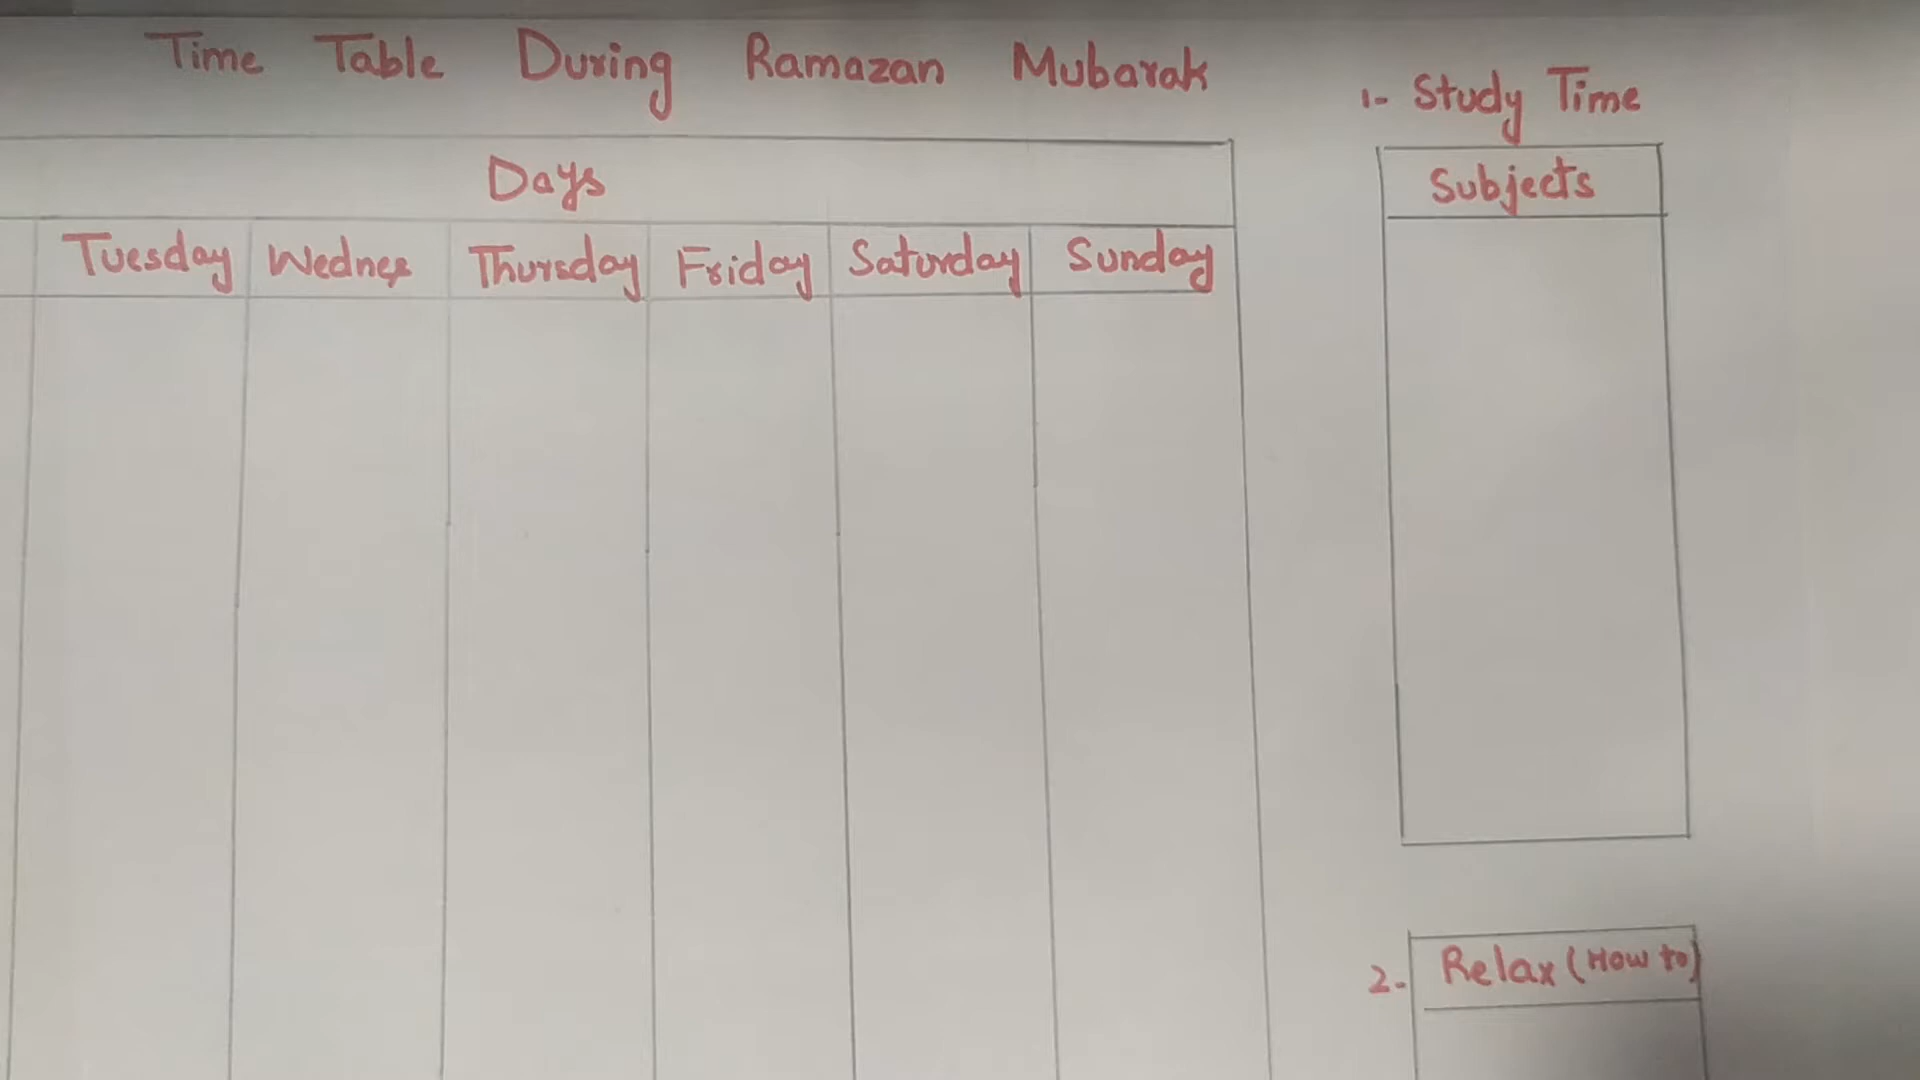 Time Table During Ramazan Mubarak
Days
Tuesday Wednes Thursday Friday Saturday Sunday
1- Study Time
Subjects
2- Relax (How to)